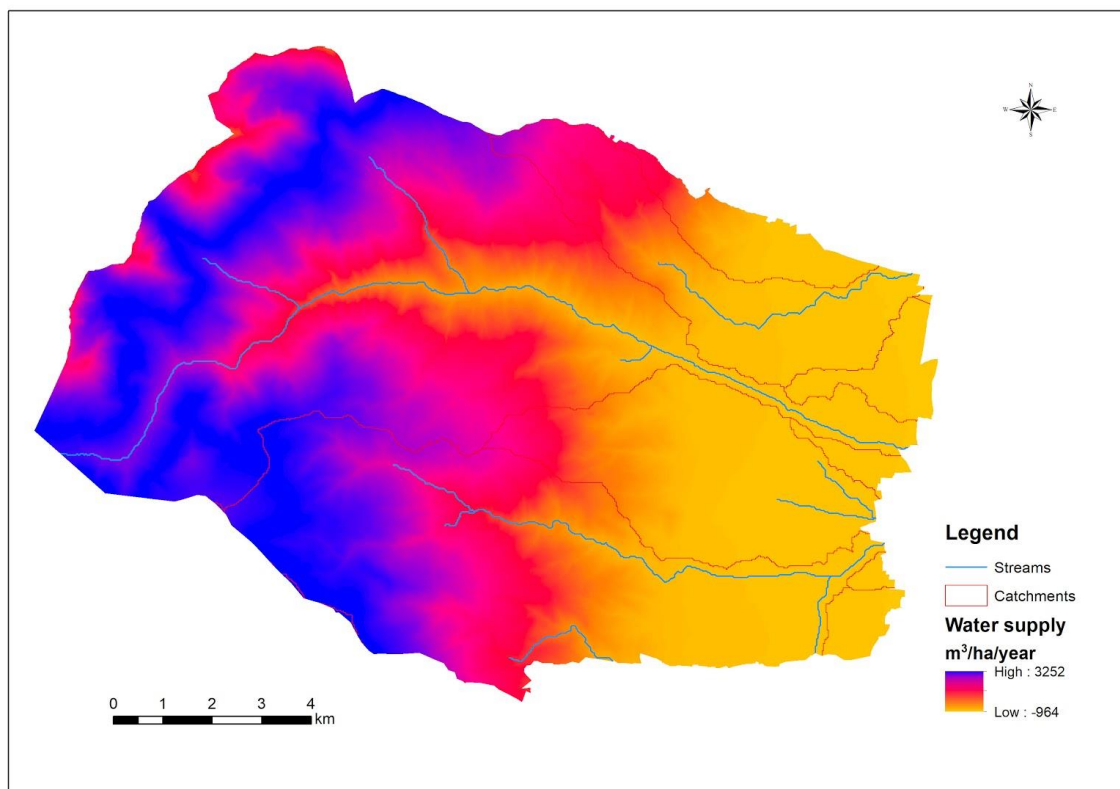 N
W E
S
Legend
Streams
Catchments
Water supply
m³/ha/year
High : 3252
Low : -964
0 1 2 3 4
km